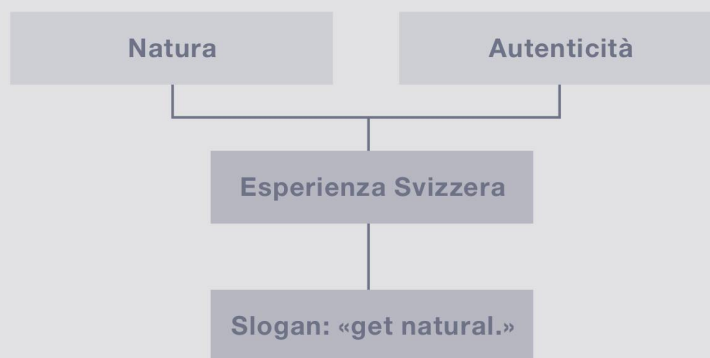 Natura
Autenticità
Esperienza Svizzera
Slogan: «get natural.»